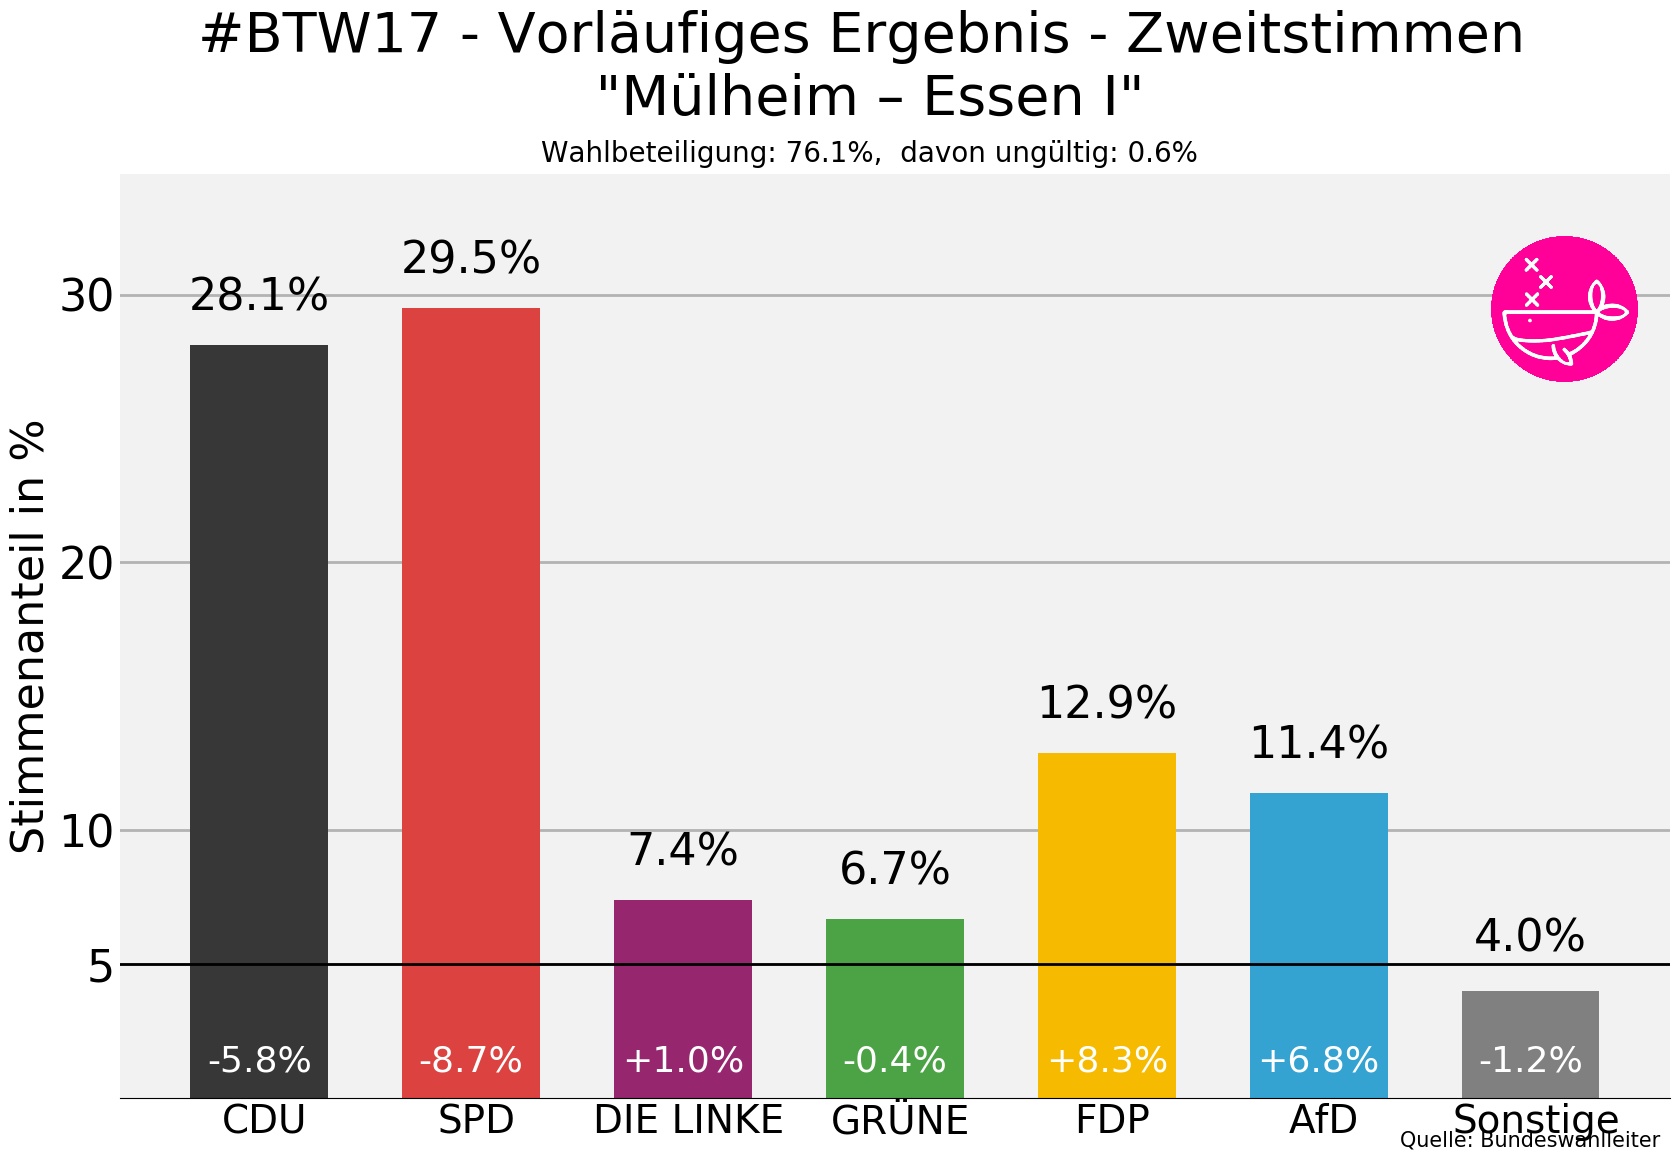 #BTW17 - Vorläufiges Ergebnis - Zweitstimmen
"Mülheim – Essen I"
Wahlbeteiligung: 76.1%,  davon ungültig: 0.6%
Stimmenanteil in %
30
20
10
5
28.1%
29.5%
7.4%
6.7%
12.9%
11.4%
4.0%
-5.8%
-8.7%
+1.0%
-0.4%
+8.3%
+6.8%
-1.2%
CDU
SPD
DIE LINKE
GRÜNE
FDP
AfD
Sonstige
Quelle: Bundeswahlleiter